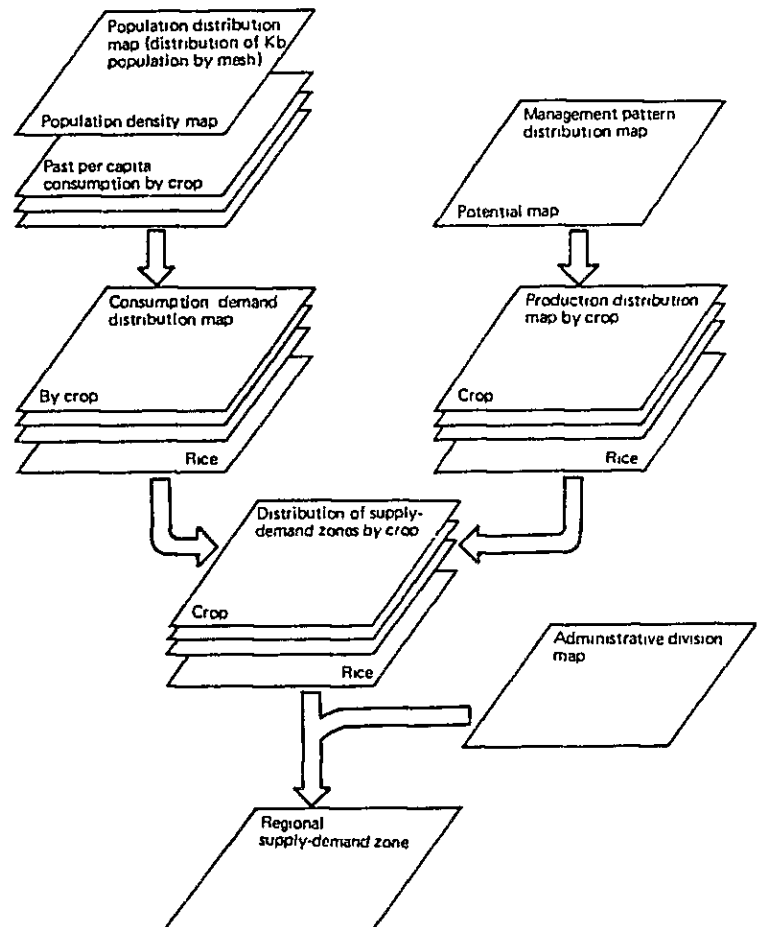 Population distribution
map (distribution of Kb
population by mesh)
Population density map
Past per capita
consumption by crop
Management pattern
distribution map
Potential map
Consumption demand
distribution map
By crop
Rice
Production distribution
map by crop
Crop
Rice
Distribution of supply-
demand zones by crop
Crop
Rice
Administrative division
map
Regional
supply-demand zone